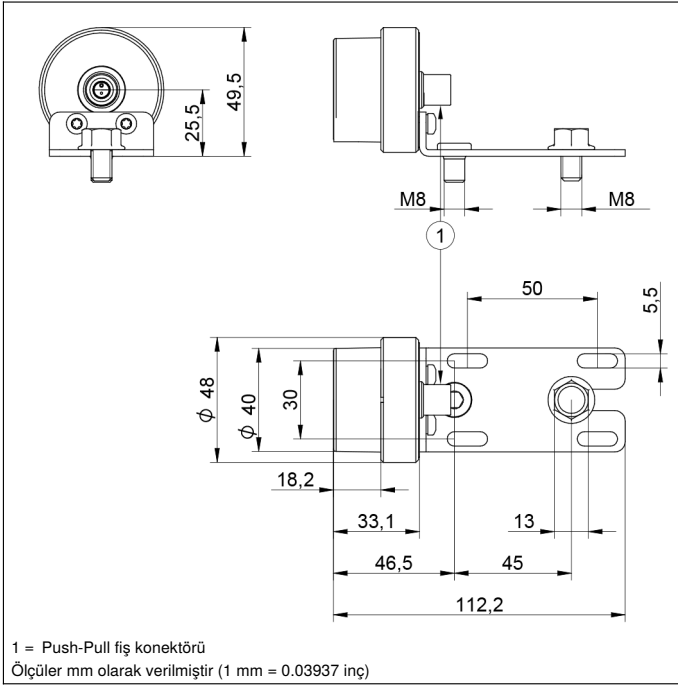 25,5
49,5
M8
M8
1
50
5,5
ϕ 48
ϕ 40
30
18,2
33,1
13
46,5
45
112,2
1 = Push-Pull fiş konektörü
Ölçüler mm olarak verilmiştir (1 mm = 0.03937 inç)